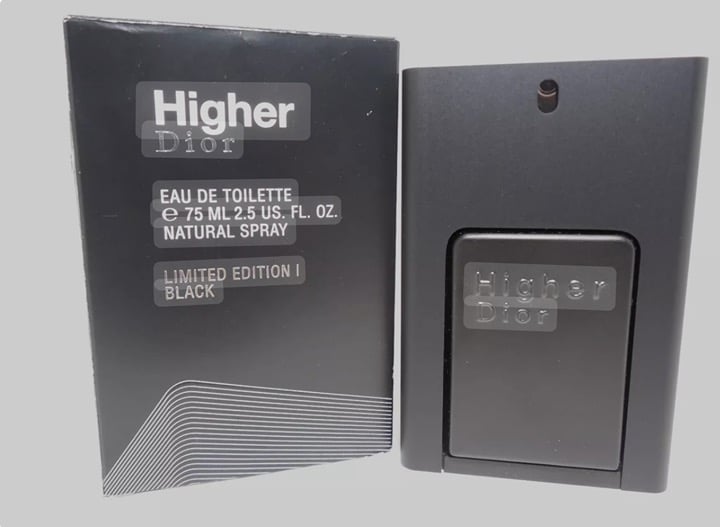 Higher
Dior
EAU DE TOILETTE
℮ 75 ML 2.5 US. FL. OZ.
NATURAL SPRAY
LIMITED EDITION I
BLACK
Higher
Dior